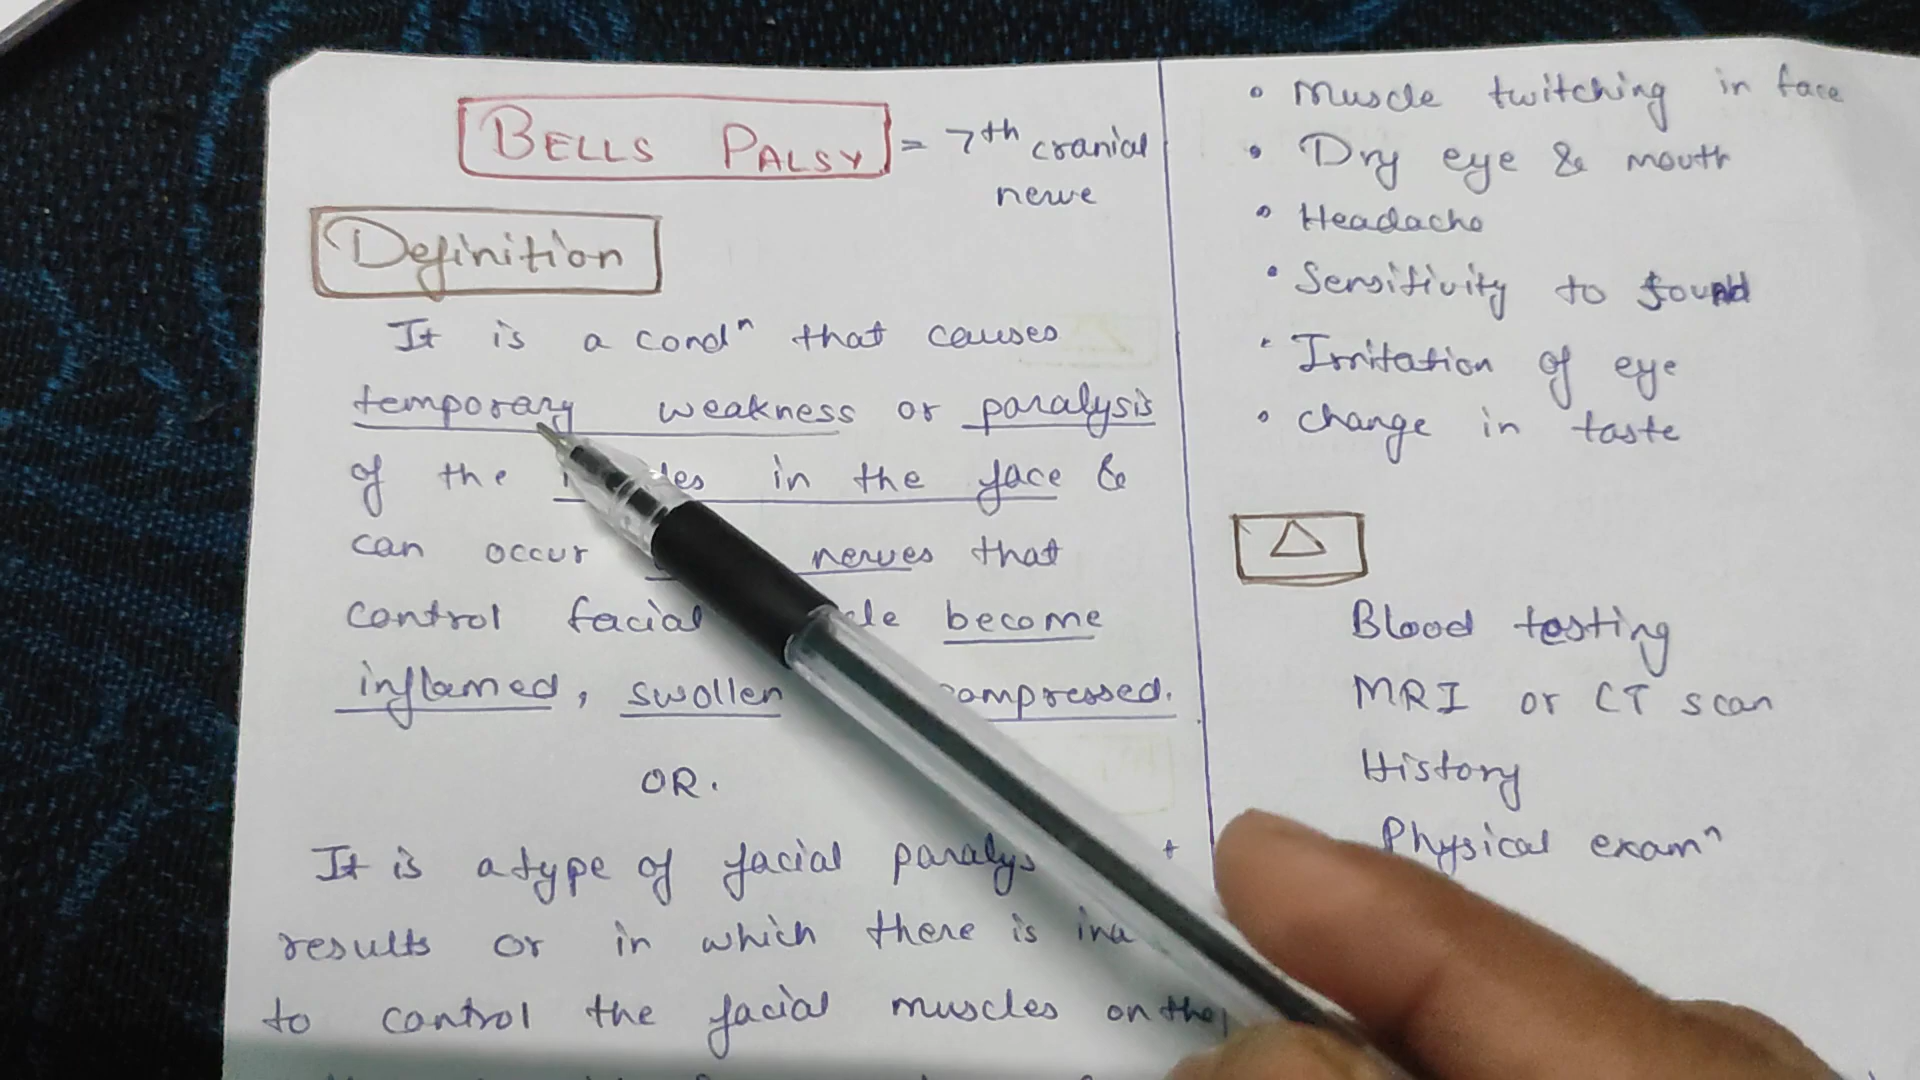 BELLS PALSY = 7th cranial
nerve
Definition
It is a condn that causes
temporary weakness or paralysis
of the in the face &
can occur nerves that
control facial become
inflamed, swollen compressed.
OR.
It is a type of facial
results or in which there is
to control the facial muscles on the
• Muscle twitching in face
• Dry eye & mouth
• Headache
• Sensitivity to sound
• Irritation of eye
• change in taste
△
Blood testing
MRI or CT scan
History
Physical examn